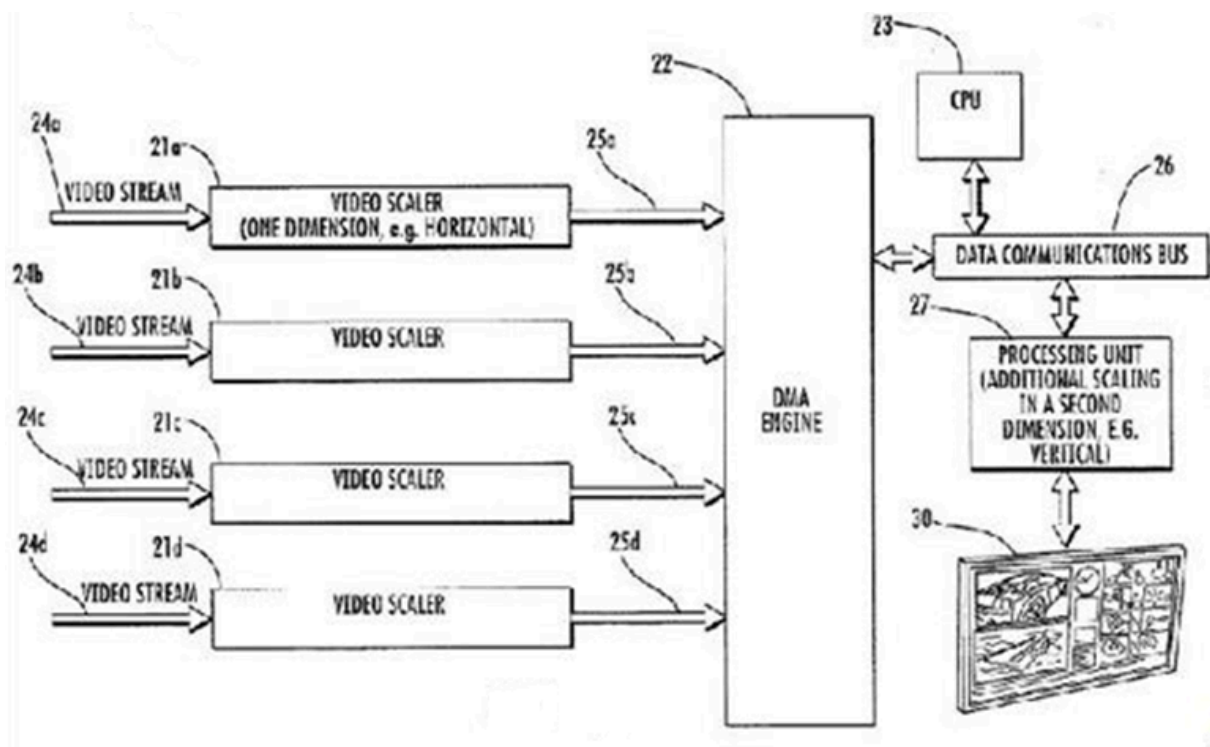 23
22
CPU
24a
21a
25a
VIDEO STREAM
VIDEO SCALER
(ONE DIMENSION, e.g. HORIZONTAL)
26
DATA COMMUNICATIONS BUS
24b
21b
25b
VIDEO STREAM
VIDEO SCALER
27
PROCESSING UNIT
(ADDITIONAL SCALING
IN A SECOND
DIMENSION, E.G.
VERTICAL)
DMA
ENGINE
24c
21c
25c
VIDEO STREAM
VIDEO SCALER
30
24d
21d
25d
VIDEO STREAM
VIDEO SCALER